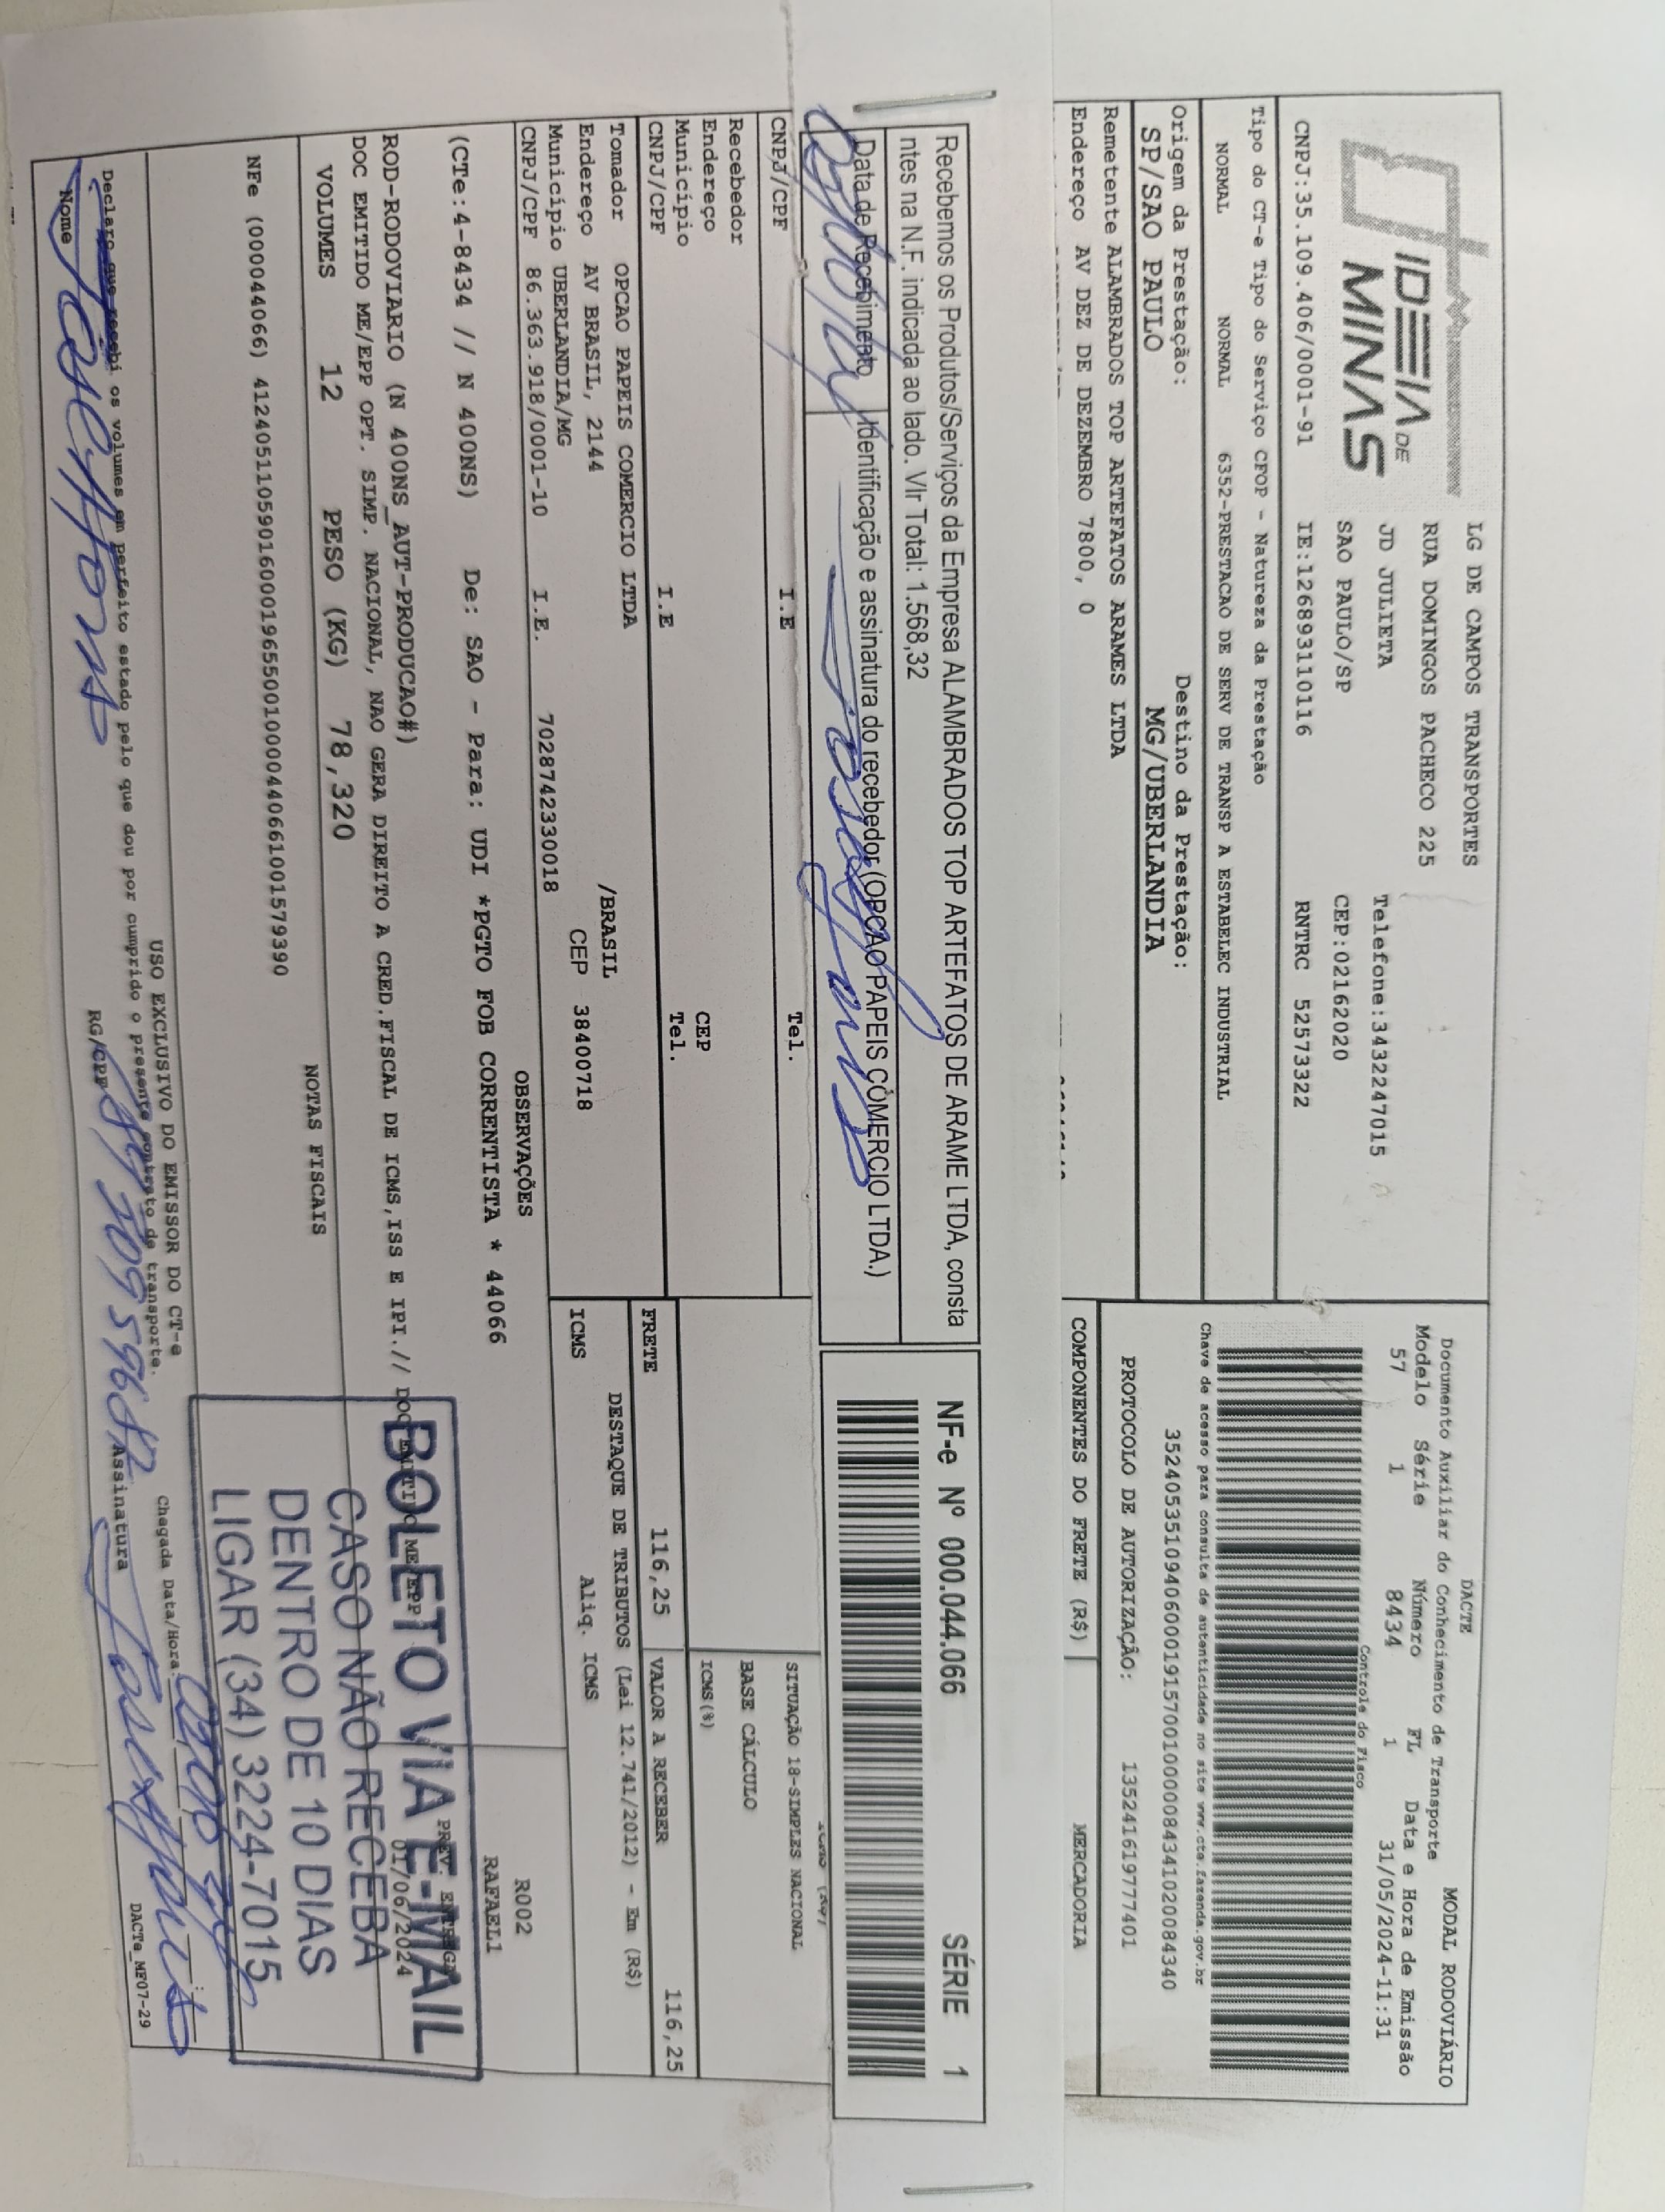 IDEIA DE
MINAS
LG DE CAMPOS TRANSPORTES
RUA DOMINGOS PACHECO 225
JD JULIETA
Telefone:3432247015
SAO PAULO/SP
CEP:02162020
CNPJ:35.109.406/0001-91
IE:126893110116
RNTRC 52573322
Tipo do CT-e Tipo do Serviço CFOP - Natureza da Prestação
NORMAL NORMAL 6352-PRESTACAO DE SERV DE TRANSP A ESTABELEC INDUSTRIAL
Origem da Prestação: Destino da Prestação:
SP/SAO PAULO MG/UBERLANDIA
Remetente ALAMBRADOS TOP ARTEFATOS ARAMES LTDA
Endereço AV DEZ DE DEZEMBRO 7800, 0
DACTE MODAL RODOVIÁRIO
Documento Auxiliar do Conhecimento de Transporte
Modelo Série Número FL Data e Hora de Emissão
57 1 8434 1 31/05/2024-11:31
Controle do Fisco
Chave de acesso para consulta de autenticidade no site www.cte.fazenda.gov.br
35240535109406000191570010000084341020084340
PROTOCOLO DE AUTORIZAÇÃO: 135241619777401
COMPONENTES DO FRETE (R$) MERCADORIA
Recebemos os Produtos/Serviços da Empresa ALAMBRADOS TOP ARTEFATOS DE ARAME LTDA, consta
ntes na N.F. indicada ao lado. Vlr Total: 1.568,32
Data de Recebimento Identificação e assinatura do recebedor (OPCAO PAPEIS COMERCIO LTDA.)
NF-e Nº 000.044.066 SÉRIE 1
CNPJ/CPF I.E Tel.
Recebedor
Endereço CEP
Município Tel.
CNPJ/CPF I.E
SITUAÇÃO 18-SIMPLES NACIONAL
BASE CÁLCULO
ICMS(%)
Tomador OPCAO PAPEIS COMERCIO LTDA
Endereço AV BRASIL, 2144 /BRASIL
Município UBERLANDIA/MG CEP 38400718
CNPJ/CPF 86.363.918/0001-10 I.E. 7028742330018
FRETE 116,25 VALOR A RECEBER 116,25
DESTAQUE DE TRIBUTOS (Lei 12.741/2012) - Em (R$)
ICMS Aliq. ICMS
OBSERVAÇÕES
R002
RAFAEL1
(CTe:4-8434 // N 400NS) De: SAO - Para: UDI *PGTO FOB CORRENTISTA * 44066
ROD-RODOVIARIO (N 400NS_AUT-PRODUCAO#)
DOC EMITIDO ME/EPP OPT. SIMP. NACIONAL, NAO GERA DIREITO A CRED.FISCAL DE ICMS,ISS E IPI.// DOC EMITIDO ME/EPP
PREV. ENTREGA
01/06/2024
VOLUMES 12 PESO (KG) 78,320
NOTAS FISCAIS
NFe (000044066) 41240511059016000196550010000440661001579390
BOLETO VIA E-MAIL
CASO NÃO RECEBA
DENTRO DE 10 DIAS
LIGAR (34) 3224-7015
USO EXCLUSIVO DO EMISSOR DO CT-e
Declaro que recebi os volumes em perfeito estado pelo que dou por cumprido o presente contrato de transporte.
Chegada Data/Hora:
Nome RG/CPF Assinatura
DACTe_MF07-29